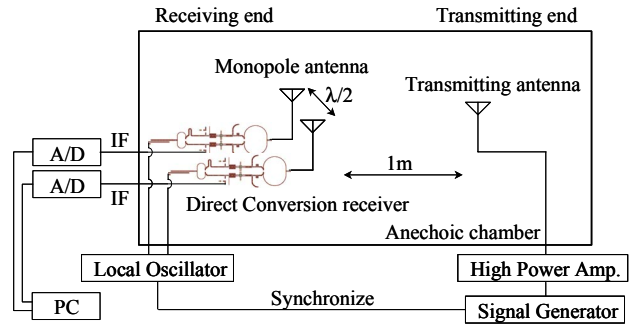 Receiving end
Transmitting end
Monopole antenna
λ/2
Transmitting antenna
IF
A/D
A/D
IF
1m
Direct Conversion receiver
Anechoic chamber
Local Oscillator
High Power Amp.
PC
Synchronize
Signal Generator